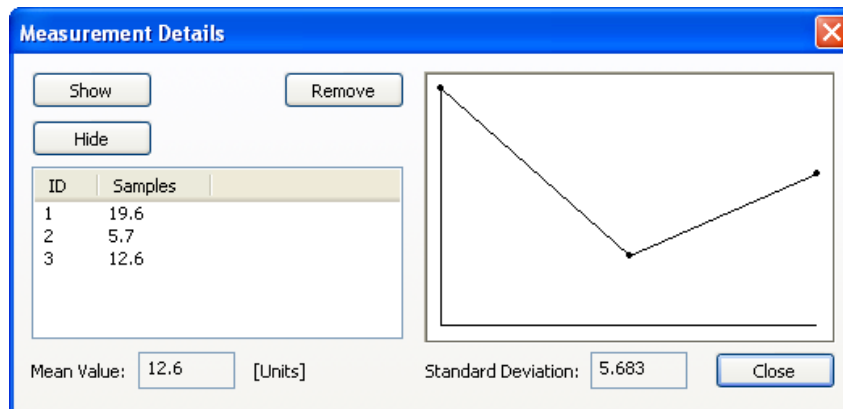 Measurement Details
Show Remove
Hide
ID Samples
1 19.6
2 5.7
3 12.6
Mean Value: 12.6 [Units] Standard Deviation: 5.683 Close